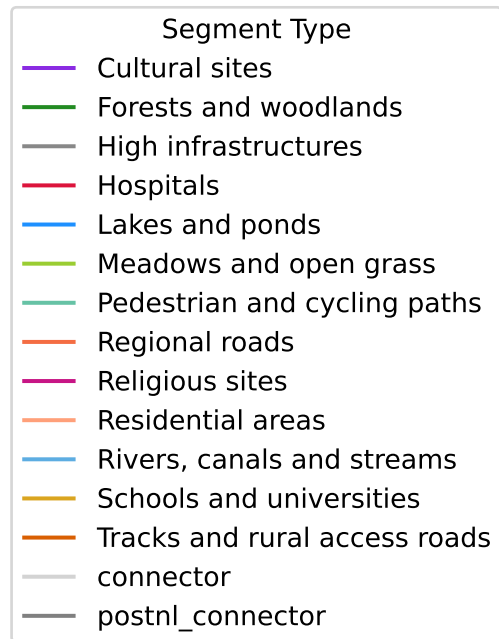 Segment Type
Cultural sites
Forests and woodlands
High infrastructures
Hospitals
Lakes and ponds
Meadows and open grass
Pedestrian and cycling paths
Regional roads
Religious sites
Residential areas
Rivers, canals and streams
Schools and universities
Tracks and rural access roads
connector
postnl_connector